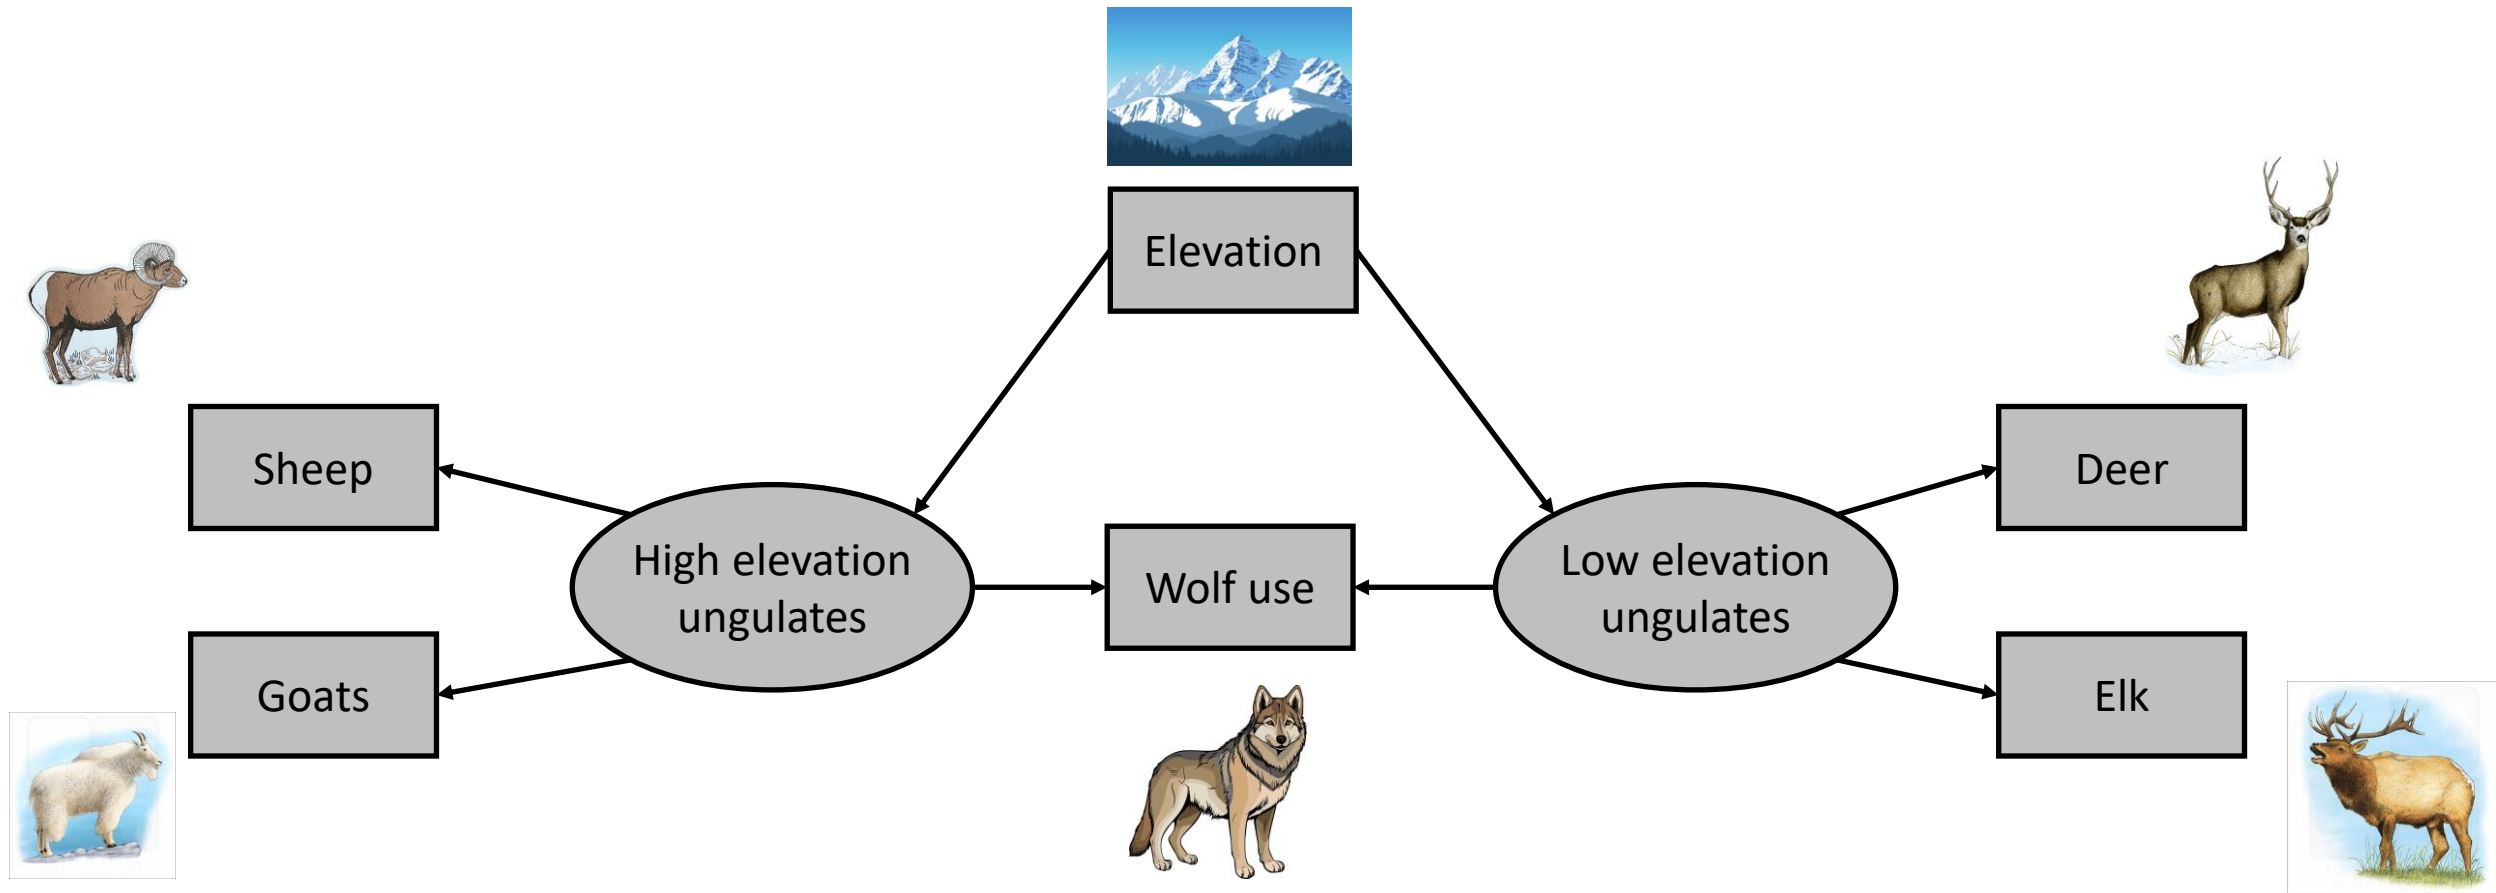 Elevation
Sheep
Deer
High elevation
ungulates
Wolf use
Low elevation
ungulates
Goats
Elk